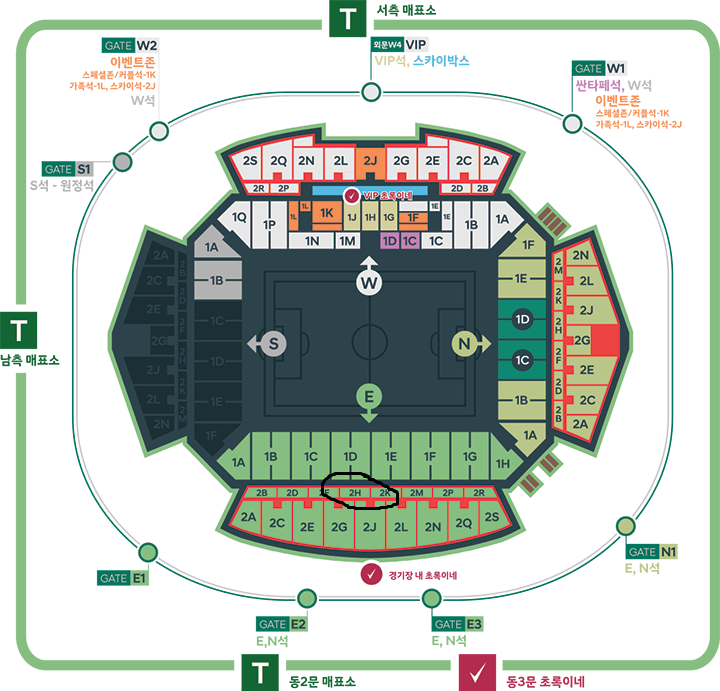 T 서측 매표소
GATE W2
이벤트존
스페셜존/커플석-1K
가족석-1L, 스카이석-2J
W석
외문W4 VIP
VIP석, 스카이박스
GATE W1
싼타페석, W석
이벤트존
스페셜존/커플석-1K
가족석-1L, 스카이석-2J
GATE S1
S석 - 원정석
2S 2Q 2N 2L 2J 2G 2E 2C 2A
2R 2P 2D 2B
VIP 초록이네
1Q 1P 1L 1L 1K 1J 1H 1G 1F 1E 1E 1B 1A
1N 1M 1D 1C 1C
1A
1B
1C
1D
1E
1F
2A
2C
2E
2G
2J
2L
2N
2B
2D
2F
2H
2K
2M
W
S
N
E
1F
1E
1D
1C
1B
1A
2M
2K
2H
2F
2D
2B
2N
2L
2J
2G
2E
2C
2A
T
남측 매표소
1A 1B 1C 1D 1E 1F 1G 1H
2B 2D 2H 2K 2M 2P 2R
2A 2C 2E 2G 2J 2L 2N 2Q 2S
경기장 내 초록이네
GATE N1
E, N석
GATE E1
GATE E2
E,N석
GATE E3
E, N석
T 동2문 매표소
동3문 초록이네